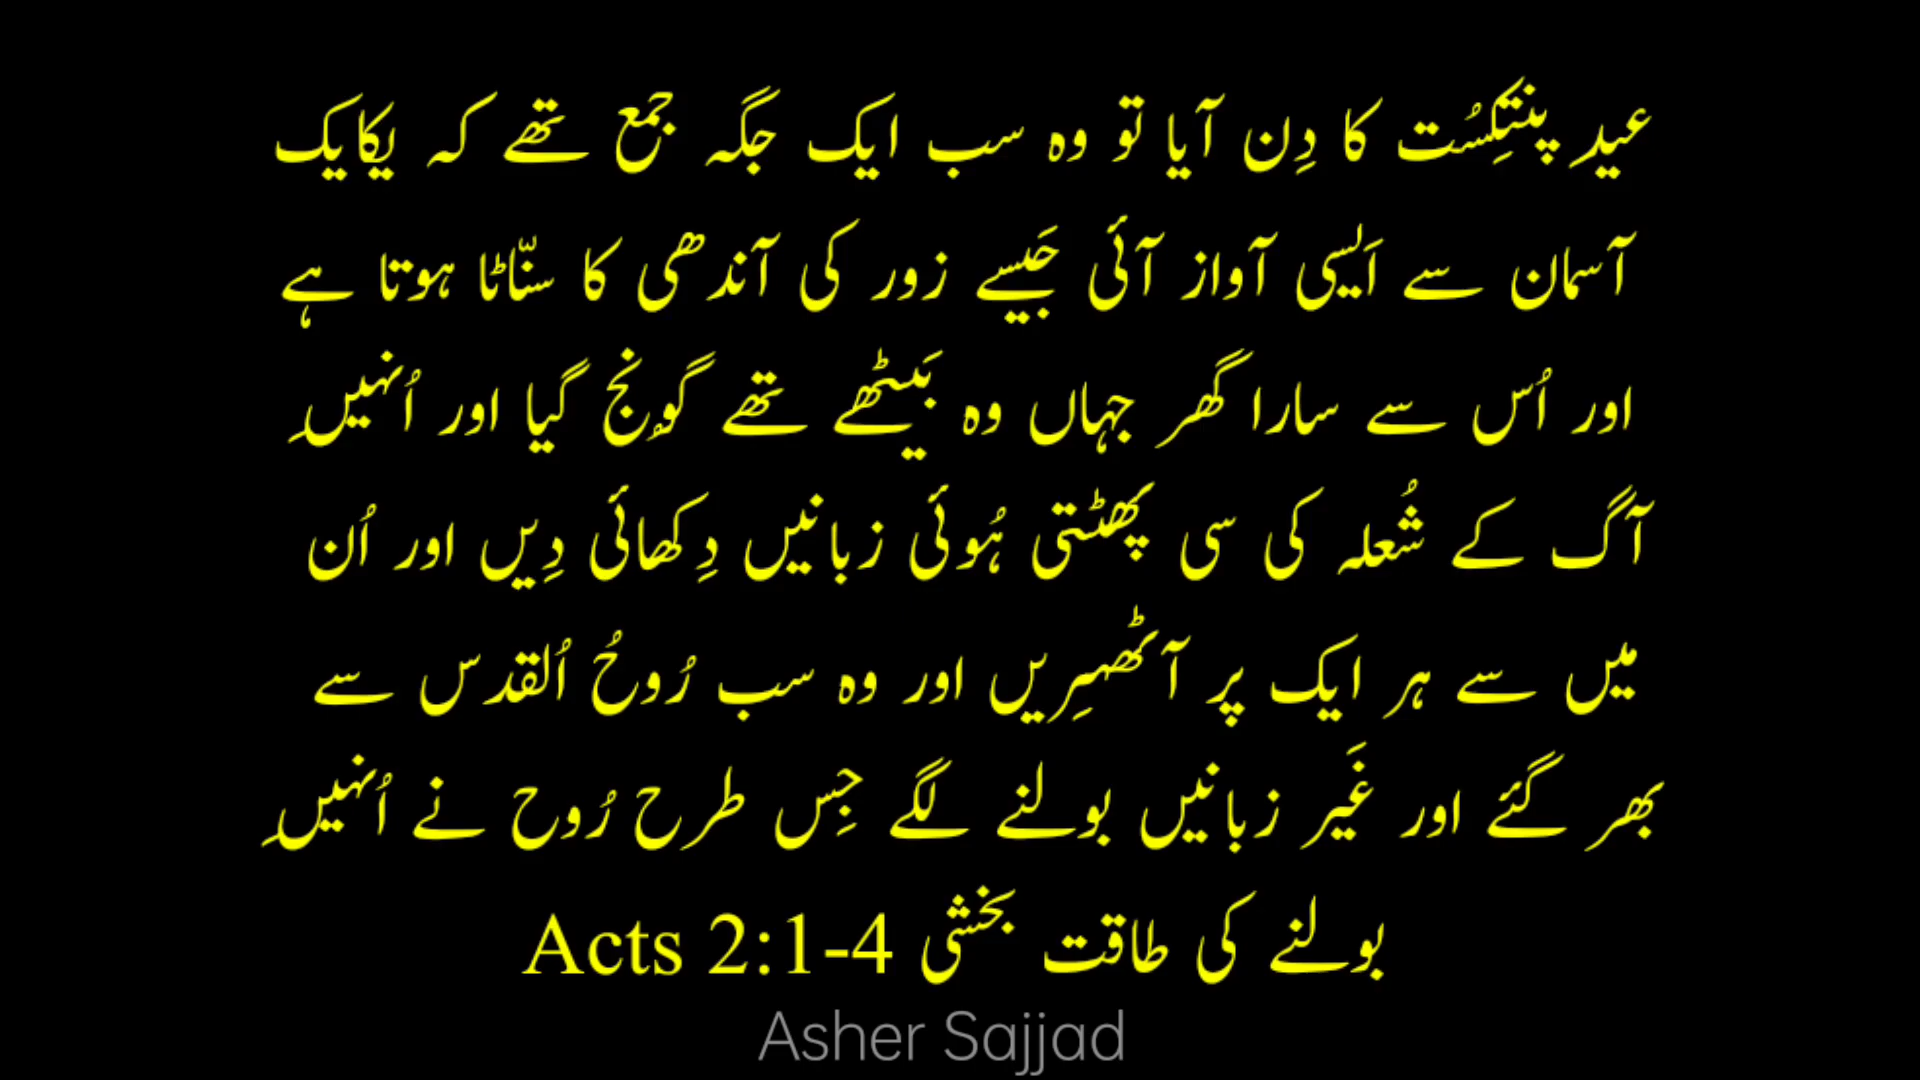 عیدِ پنتِکُست کا دِن آیا تو وہ سب ایک جگہ جمع تھے کہ یکایک
آسمان سے اَیسی آواز آئی جَیسے زور کی آندھی کا سنّاٹا ہوتا ہے
اور اُس سے سارا گھر جہاں وہ بَیٹھے تھے گُونج گیا اور اُنہیں ِ
آگ کے شُعلہ کی سی پھٹتی ہُوئی زبانیں دِکھائی دِیں اور اُن
میں سے ہر ایک پر آ ٹھہرِیں اور وہ سب رُوحُ اُلقدس سے
بھر گئے اور غَیر زبانیں بولنے لگے جِس طرح رُوح نے اُنہیں ِ
بولنے کی طاقت بخشی Acts 2:1-4
Asher Sajjad